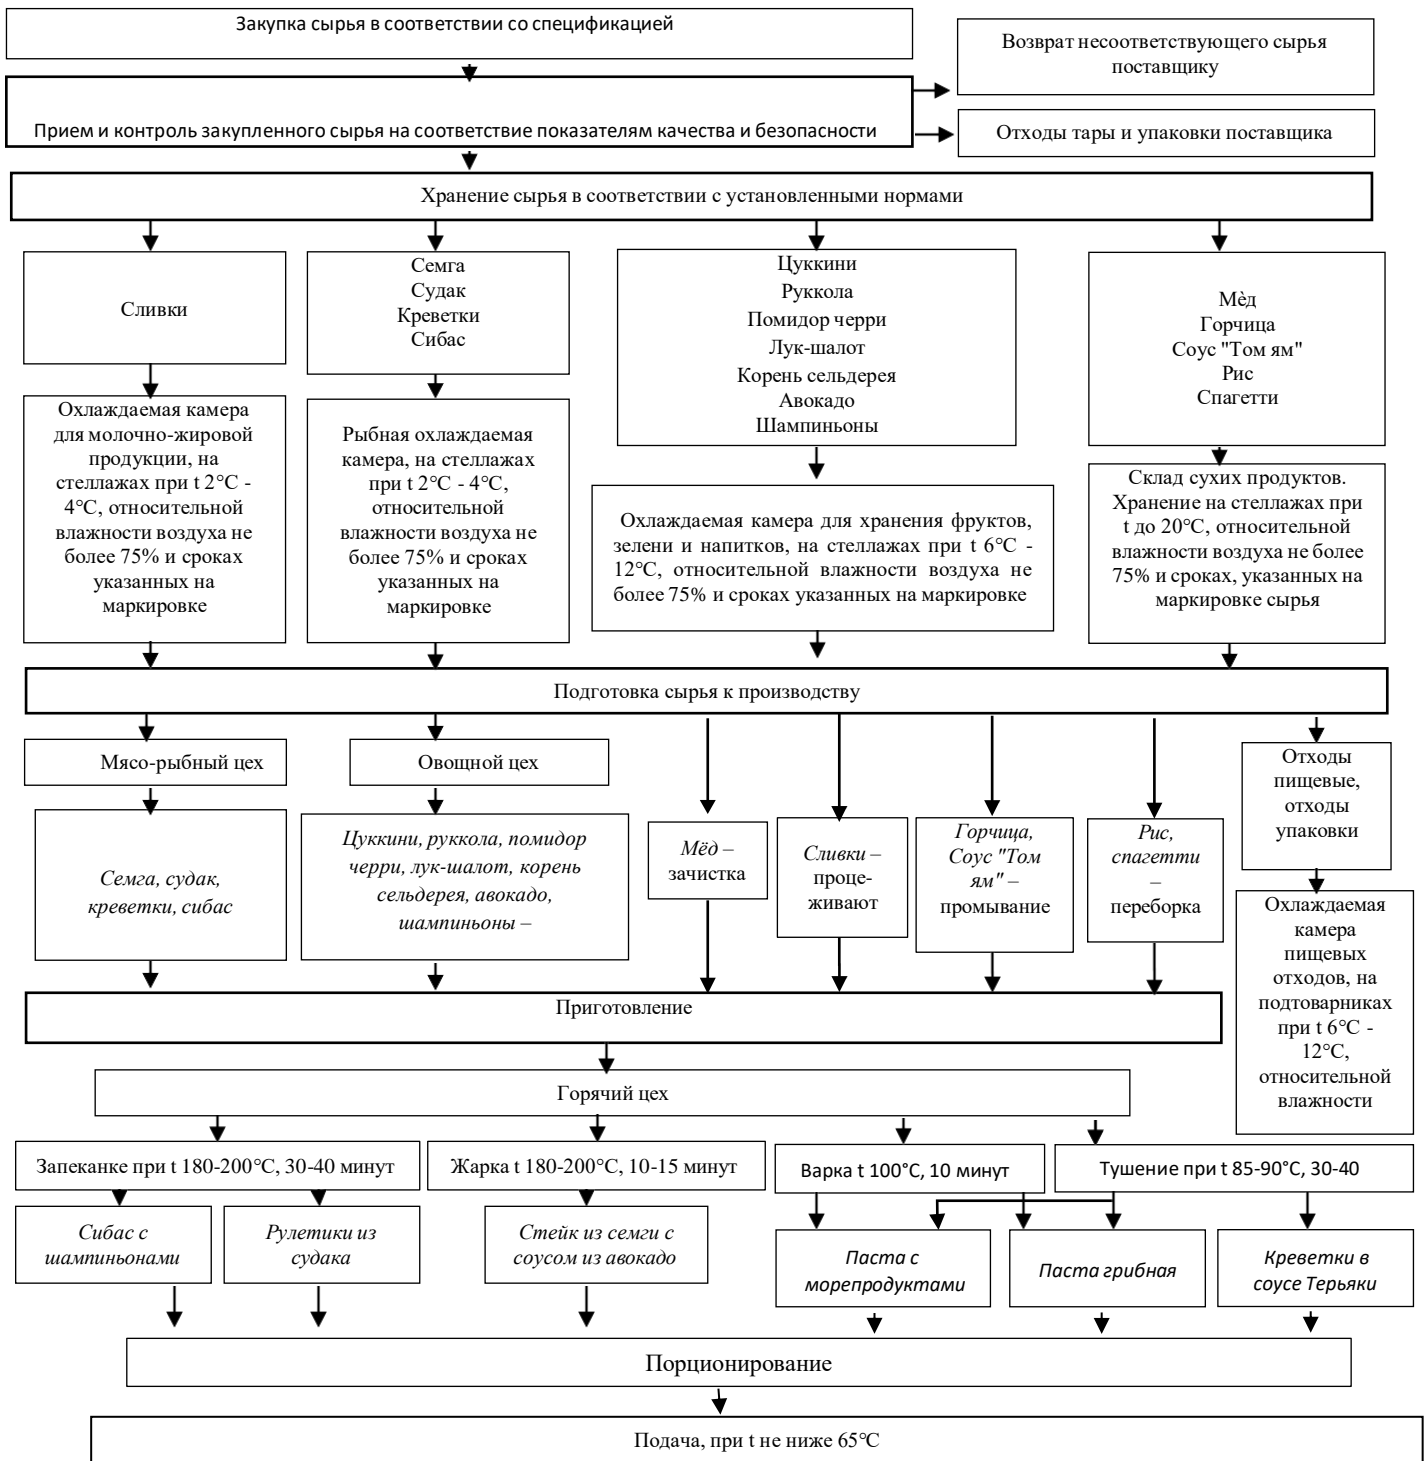 Закупка сырья в соответствии со спецификацией
Возврат несоответствующего сырья
поставщику
Прием и контроль закупленного сырья на соответствие показателям качества и безопасности
Отходы тары и упаковки поставщика
Хранение сырья в соответствии с установленными нормами
Сливки
Семга
Судак
Креветки
Сибас
Цуккини
Руккола
Помидор черри
Лук-шалот
Корень сельдерея
Авокадо
Шампиньоны
Мѐд
Горчица
Соус "Том ям"
Рис
Спагетти
Охлаждаемая камера
для молочно-жировой
продукции, на
стеллажах при t 2°C -
4°C, относительной
влажности воздуха не
более 75% и сроках
указанных на
маркировке
Рыбная охлаждаемая
камера, на стеллажах
при t 2°C - 4°C,
относительной
влажности воздуха не
более 75% и сроках
указанных на
маркировке
Охлаждаемая камера для хранения фруктов,
зелени и напитков, на стеллажах при t 6°C -
12°C, относительной влажности воздуха не
более 75% и сроках указанных на маркировке
Склад сухих продуктов.
Хранение на стеллажах при
t до 20°C, относительной
влажности воздуха не более
75% и сроках, указанных на
маркировке сырья
Подготовка сырья к производству
Мясо-рыбный цех
Овощной цех
Отходы
пищевые,
отходы
упаковки
Семга, судак,
креветки, сибас
Цуккини, руккола, помидор
черри, лук-шалот, корень
сельдерея, авокадо,
шампиньоны –
Мёд –
зачистка
Сливки –
проце-
живают
Горчица,
Соус "Том
ям" –
промывание
Рис,
спагетти
–
переборка
Охлаждаемая
камера
пищевых
отходов, на
подтоварниках
при t 6°C -
12°C,
относительной
влажности
Приготовление
Горячий цех
Запеканке при t 180-200°C, 30-40 минут
Жарка t 180-200°C, 10-15 минут
Варка t 100°C, 10 минут
Тушение при t 85-90°C, 30-40
Сибас с
шампиньонами
Рулетики из
судака
Стейк из семги с
соусом из авокадо
Паста с
морепродуктами
Паста грибная
Креветки в
соусе Терьяки
Порционирование
Подача, при t не ниже 65°C